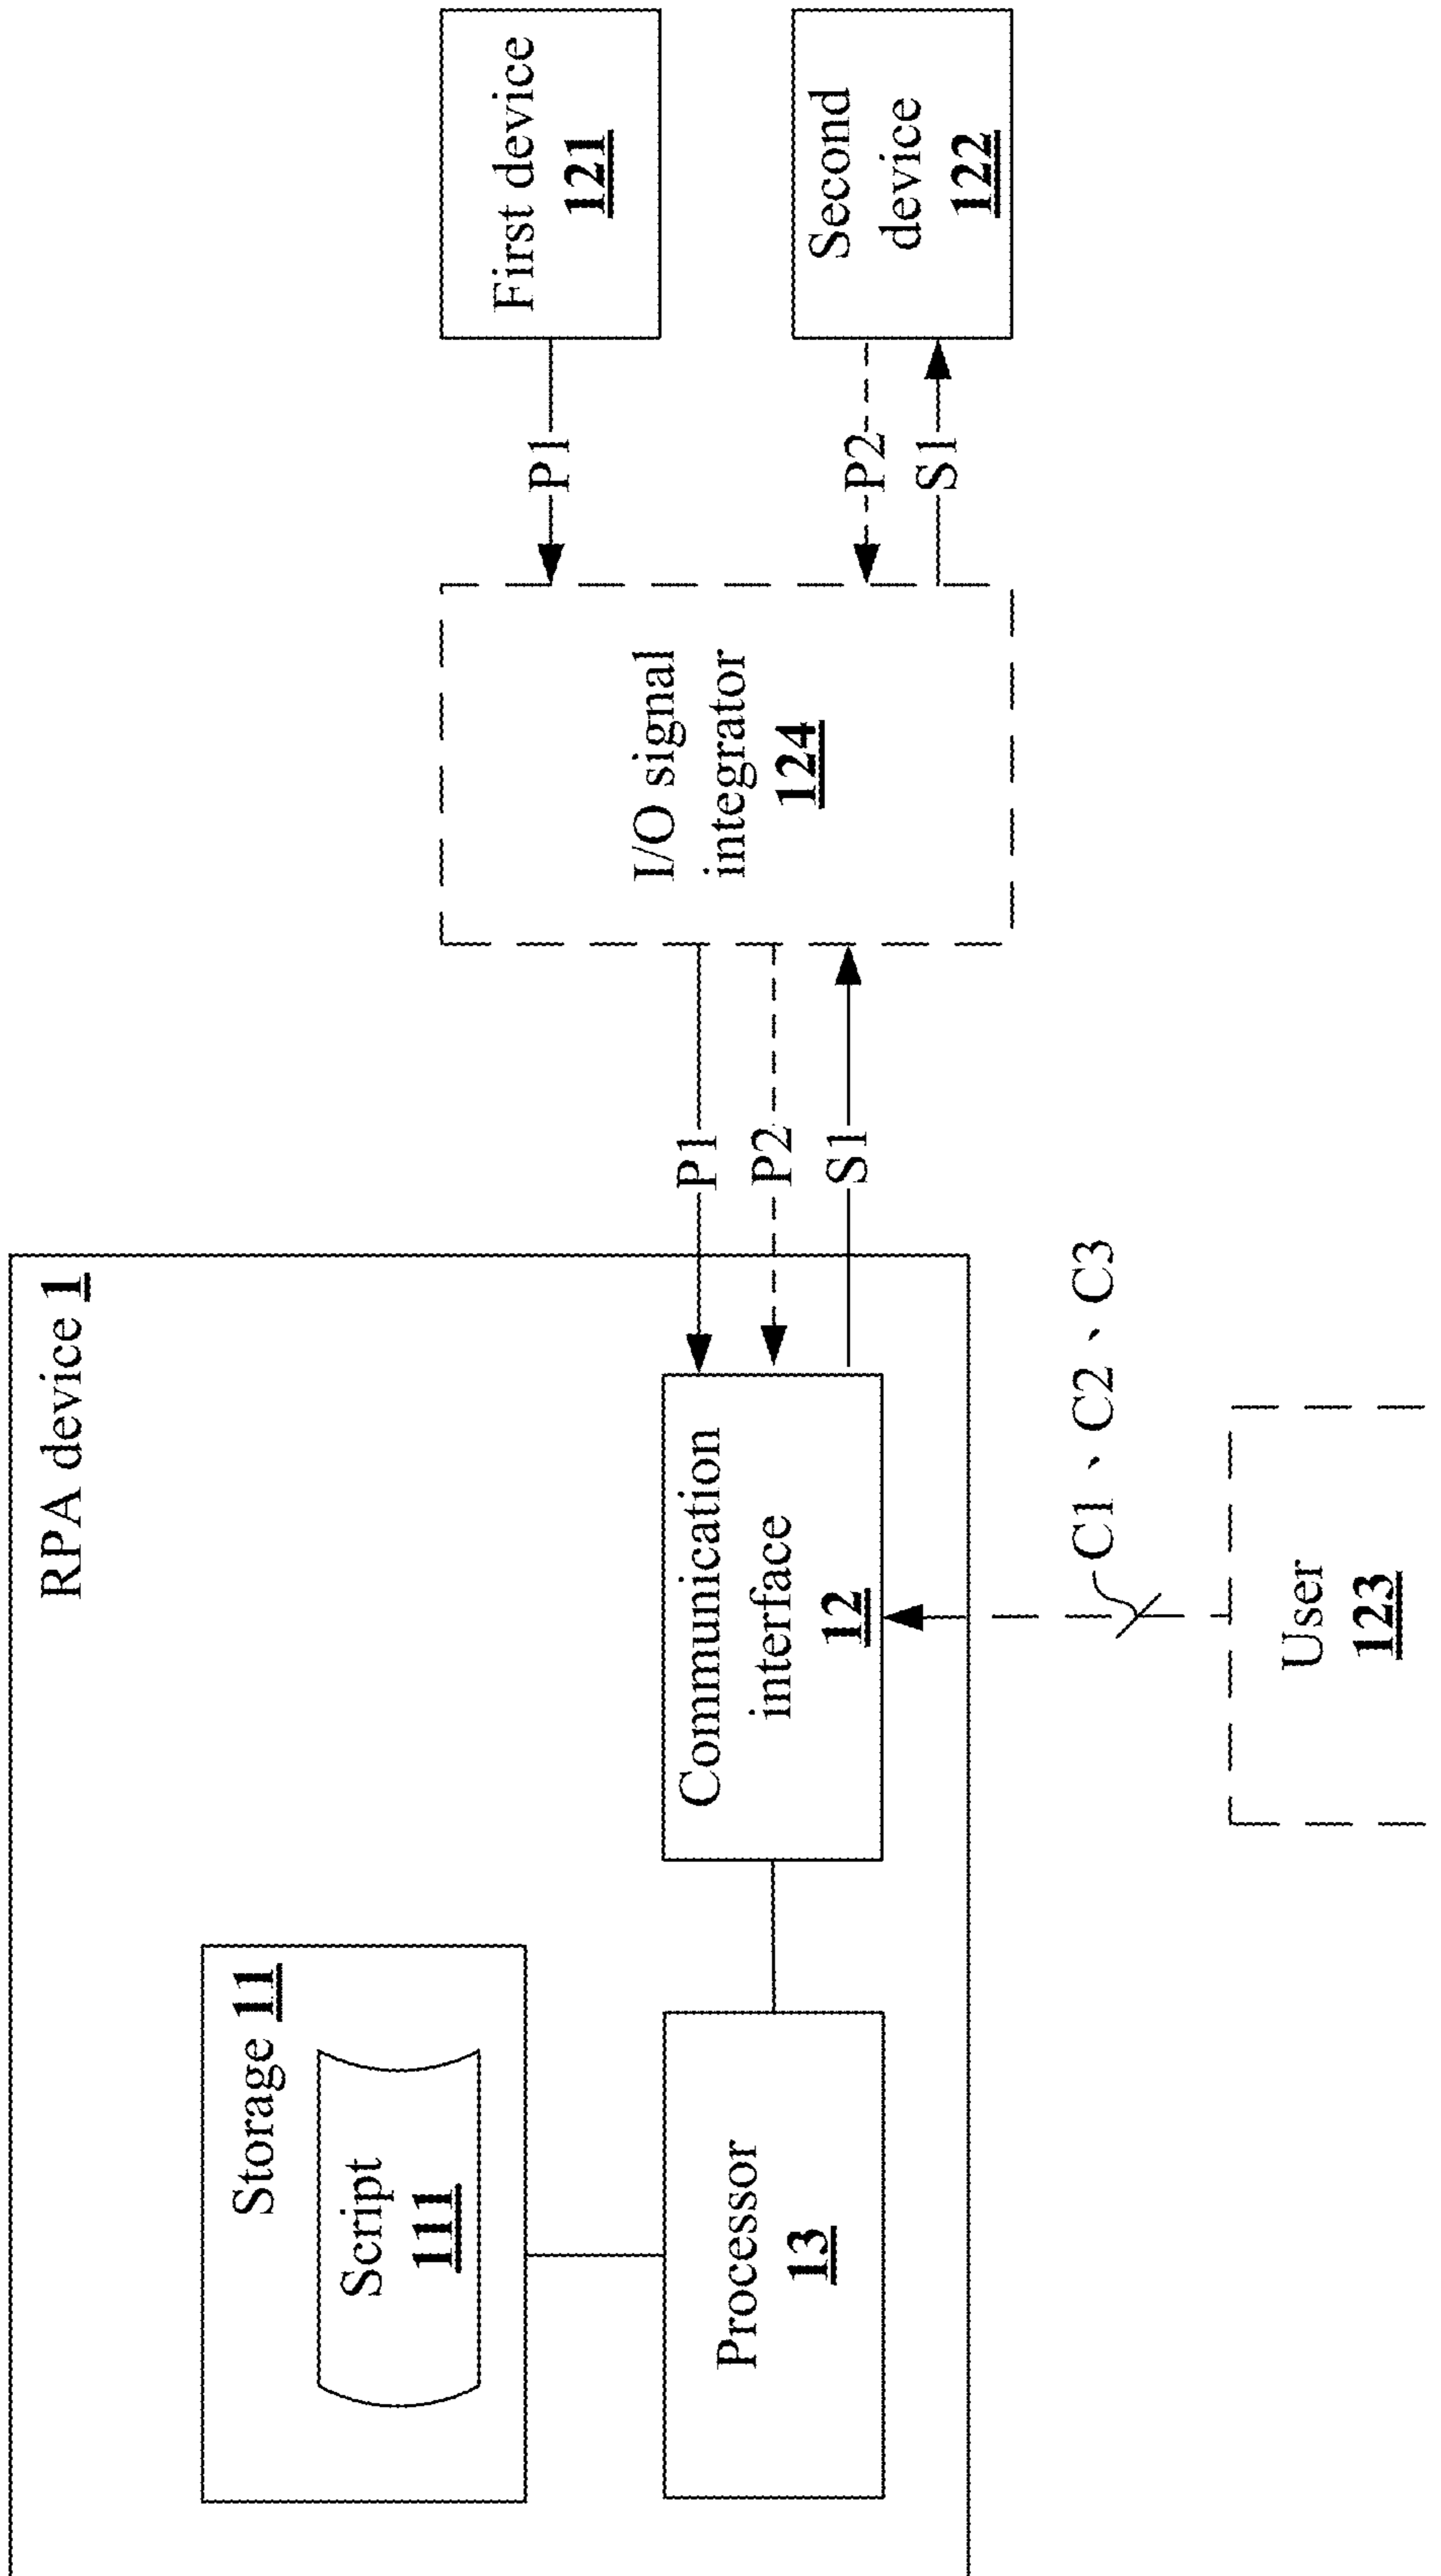 RPA device 1
Storage 11
Script
111
Processor
13
Communication
interface
12
P1
P2
S1
I/O signal
integrator
124
P1
P2
S1
First device
121
Second
device
122
C1、C2、C3
User
123